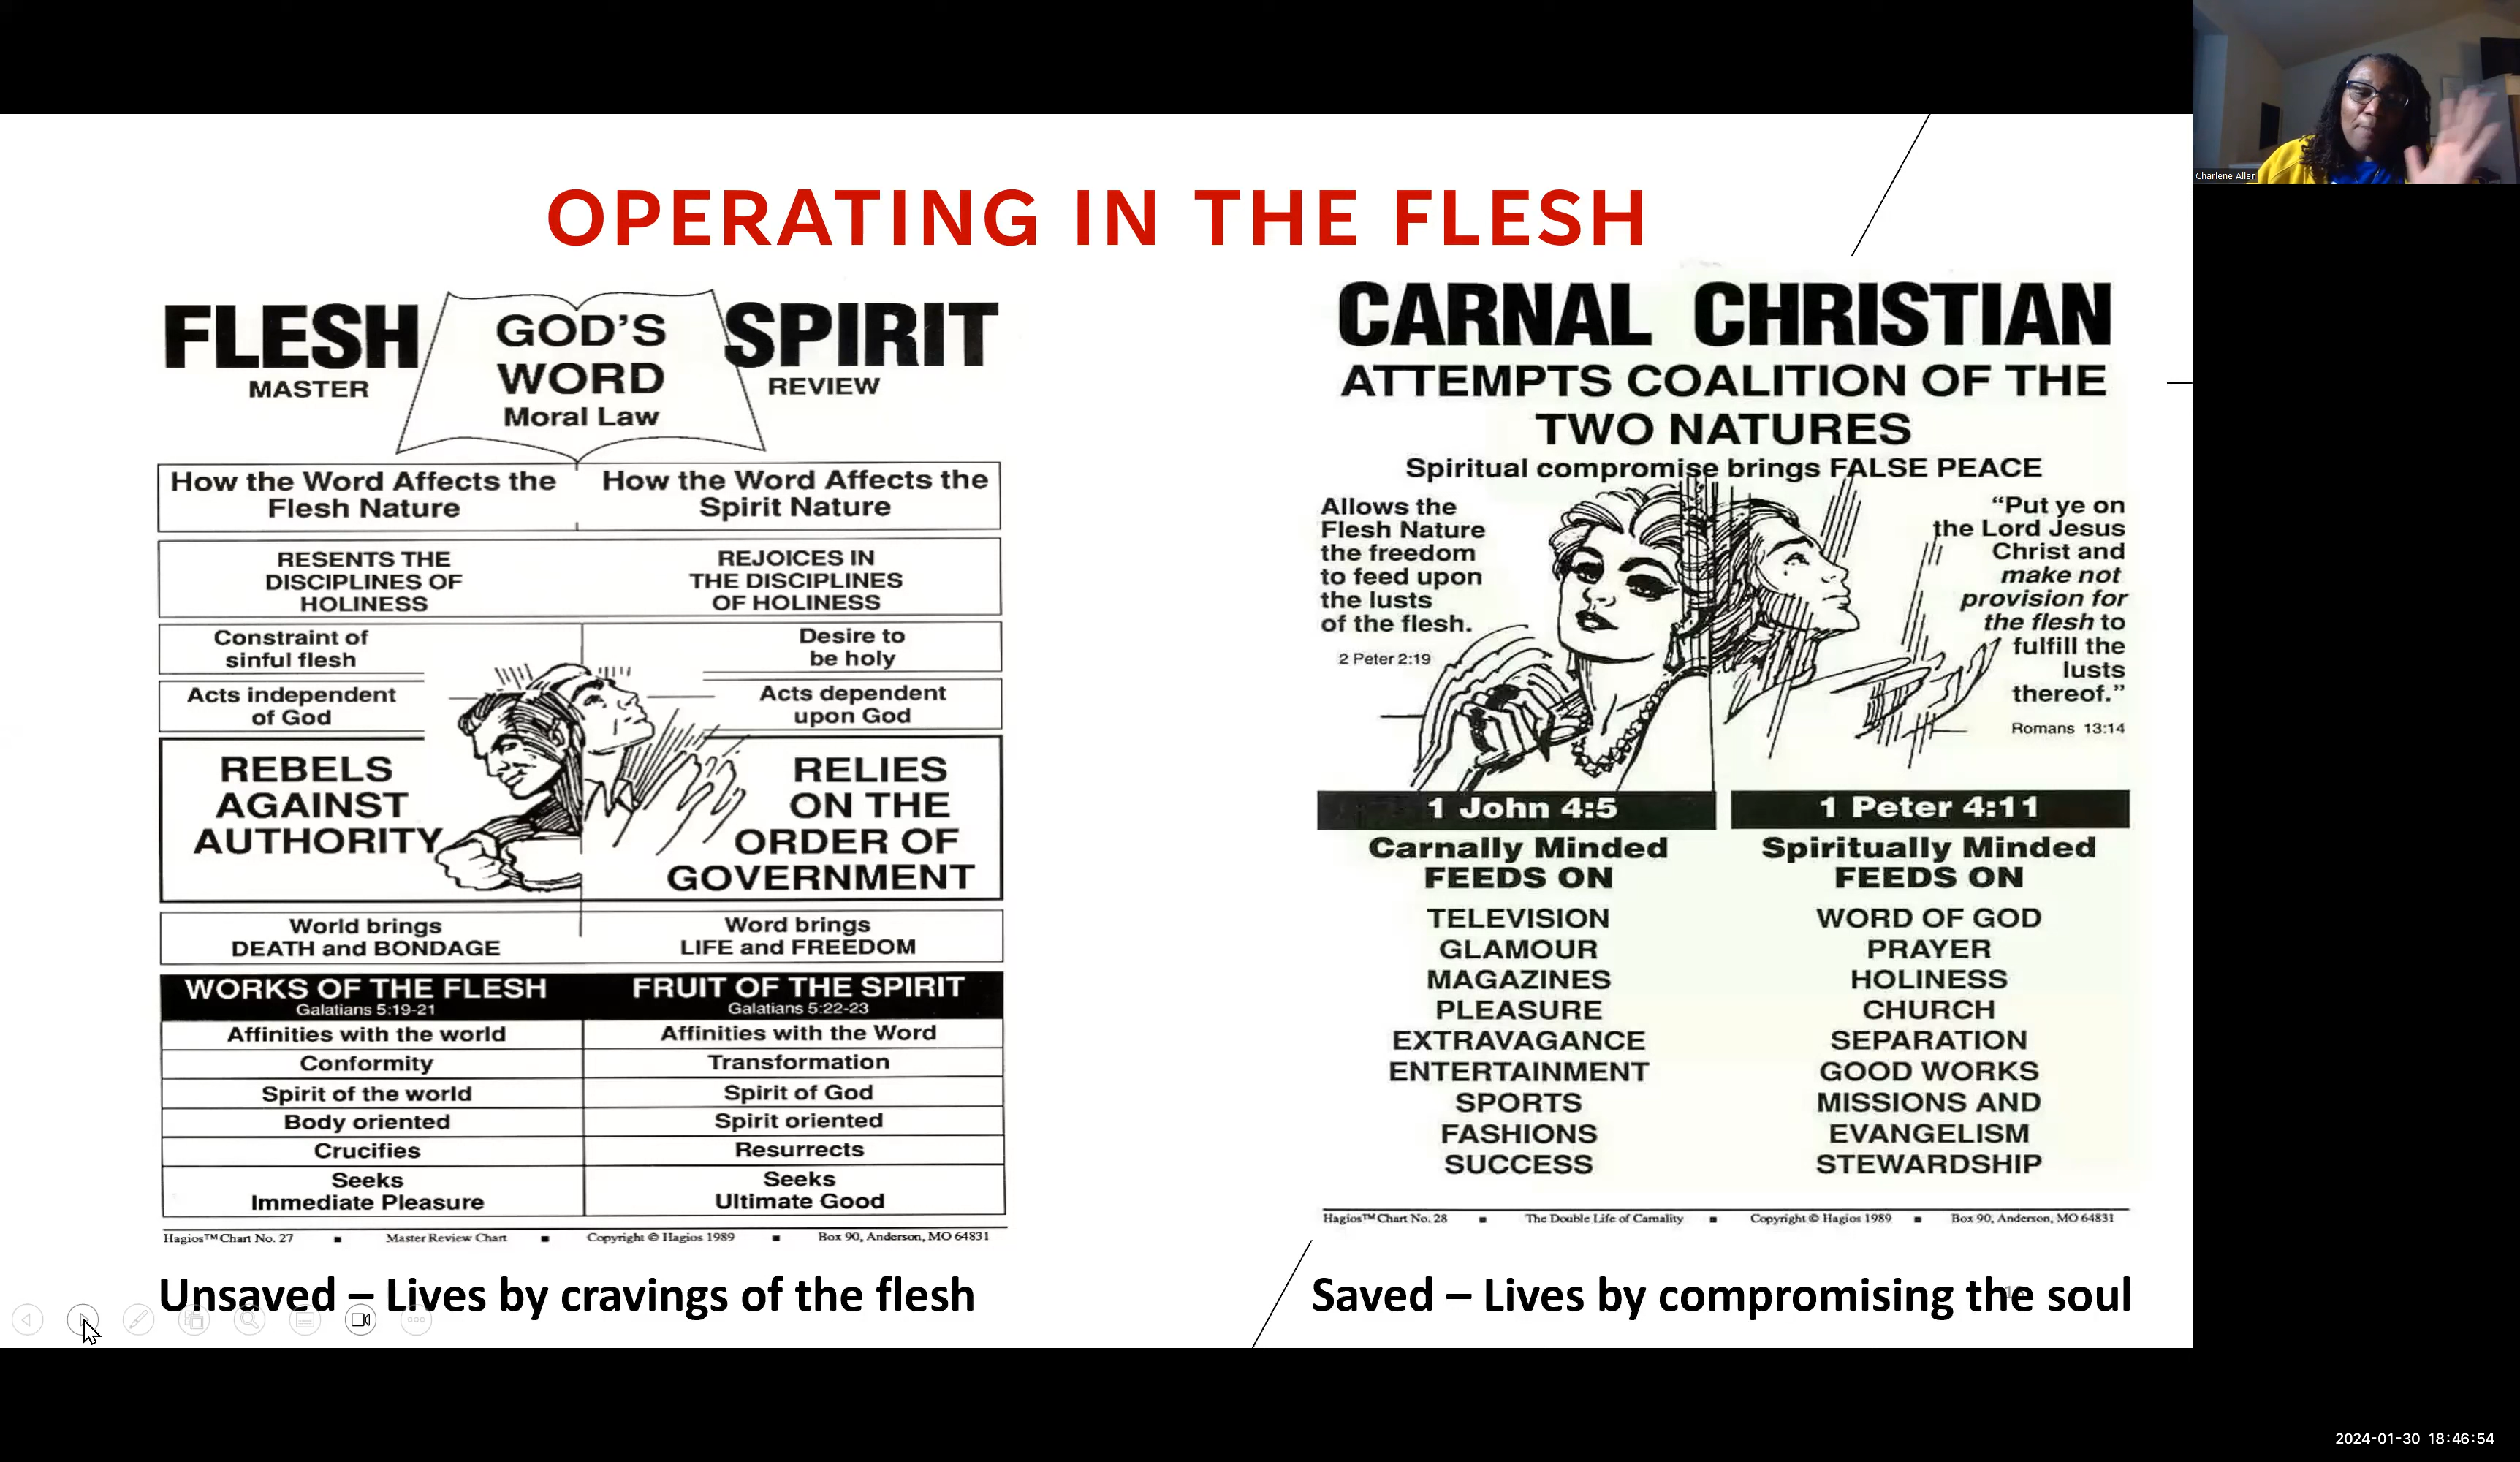 Charlene Allen
OPERATING IN THE FLESH
FLESH
MASTER
GOD'S
WORD
Moral Law
SPIRIT
REVIEW
How the Word Affects the
Flesh Nature
How the Word Affects the
Spirit Nature
RESENTS THE
DISCIPLINES OF
HOLINESS
REJOICES IN
THE DISCIPLINES
OF HOLINESS
Constraint of
sinful flesh
Desire to
be holy
Acts independent
of God
Acts dependent
upon God
REBELS
AGAINST
AUTHORITY
RELIES
ON THE
ORDER OF
GOVERNMENT
World brings
DEATH and BONDAGE
Word brings
LIFE and FREEDOM
WORKS OF THE FLESH
Galatians 5:19-21
FRUIT OF THE SPIRIT
Galatians 5:22-23
Affinities with the world
Affinities with the Word
Conformity
Transformation
Spirit of the world
Spirit of God
Body oriented
Spirit oriented
Crucifies
Resurrects
Seeks
Immediate Pleasure
Seeks
Ultimate Good
Hagios™ Chart No. 27 ■ Master Review Chart ■ Copyright © Hagios 1989 ■ Box 90, Anderson, MO 64831
Unsaved – Lives by cravings of the flesh
CARNAL CHRISTIAN
ATTEMPTS COALITION OF THE
TWO NATURES
Spiritual compromise brings FALSE PEACE
Allows the
Flesh Nature
the freedom
to feed upon
the lusts
of the flesh.
2 Peter 2:19
“Put ye on
the Lord Jesus
Christ and
make not
provision for
the flesh to
fulfill the
lusts
thereof.”
Romans 13:14
1 John 4:5
Carnally Minded
FEEDS ON
TELEVISION
GLAMOUR
MAGAZINES
PLEASURE
EXTRAVAGANCE
ENTERTAINMENT
SPORTS
FASHIONS
SUCCESS
1 Peter 4:11
Spiritually Minded
FEEDS ON
WORD OF GOD
PRAYER
HOLINESS
CHURCH
SEPARATION
GOOD WORKS
MISSIONS AND
EVANGELISM
STEWARDSHIP
Hagios™ Chart No. 28 ■ The Double Life of Carnality ■ Copyright © Hagios 1989 ■ Box 90, Anderson, MO 64831
Saved – Lives by compromising the soul
2024-01-30 18:46:54